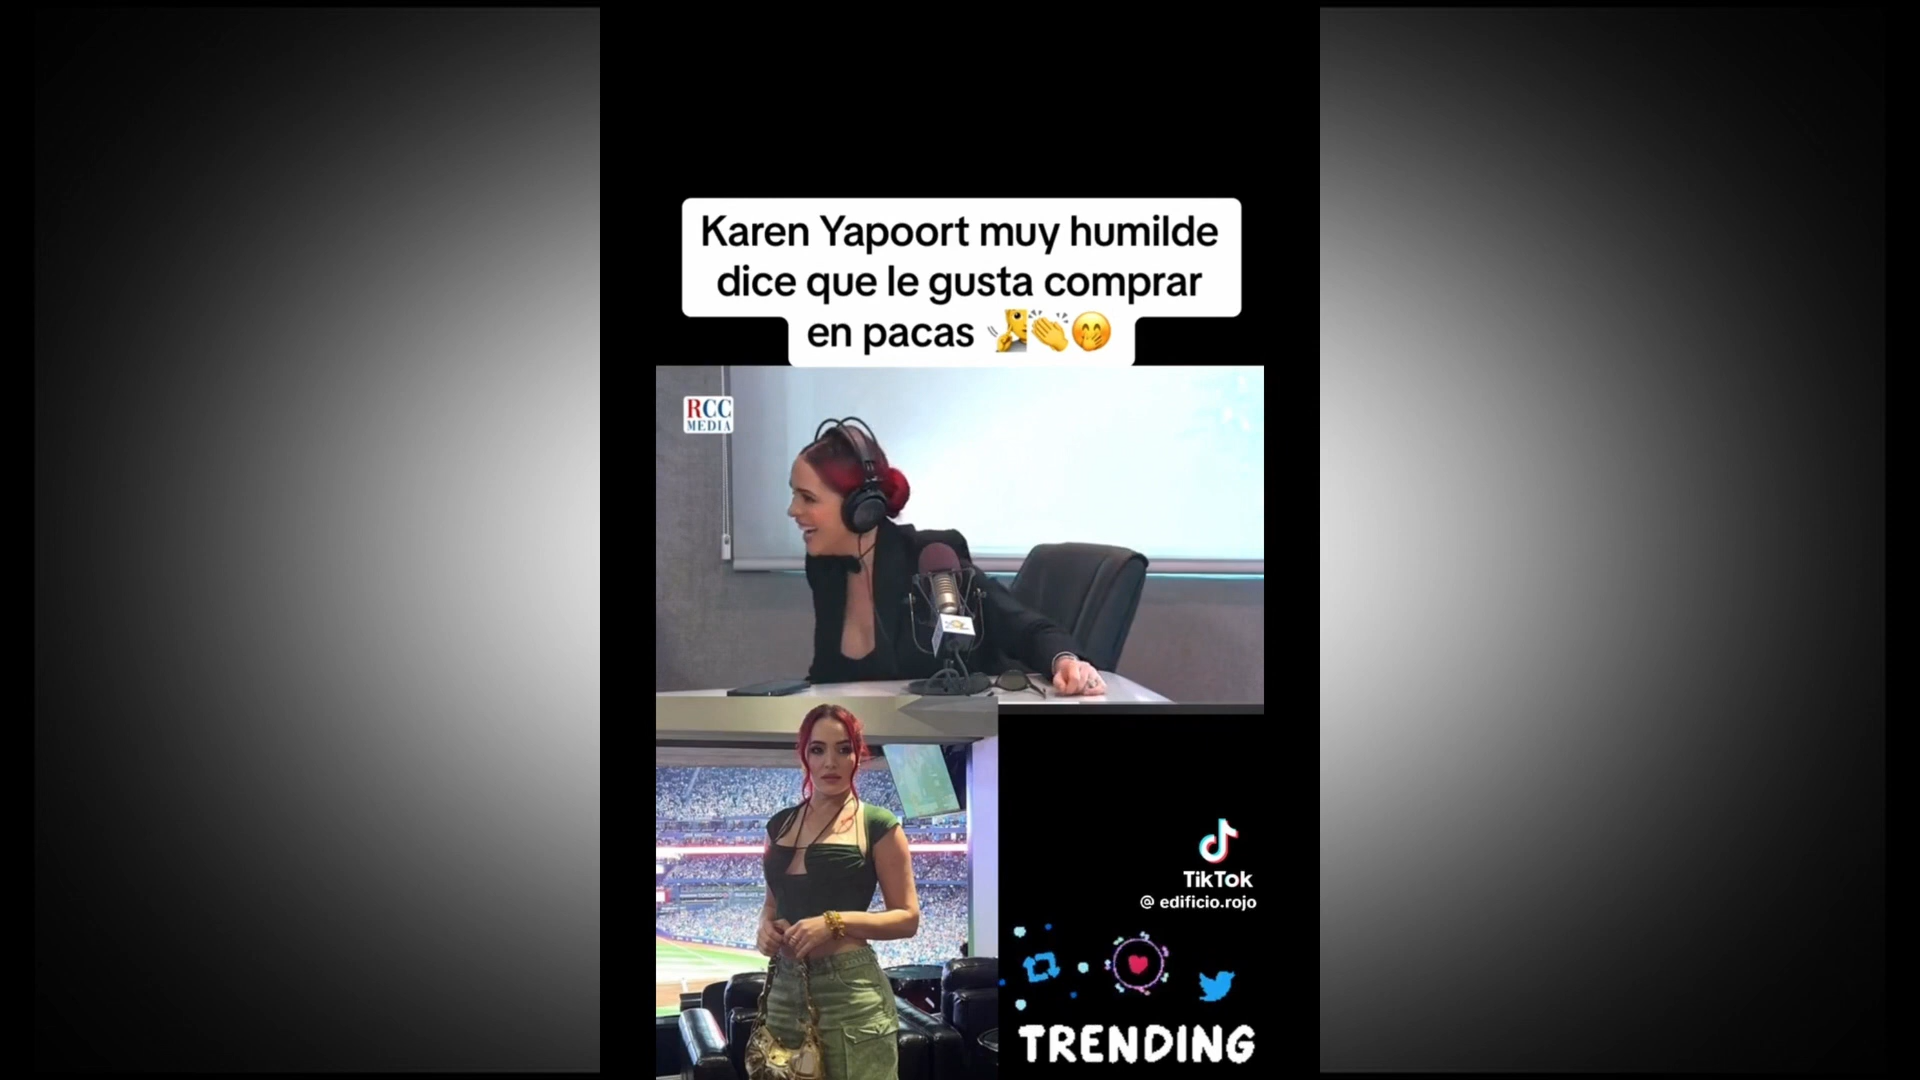 Karen Yapoort muy humilde
dice que le gusta comprar
en pacas
RCC
MEDIA
TikTok
@ edificio.rojo
TRENDING